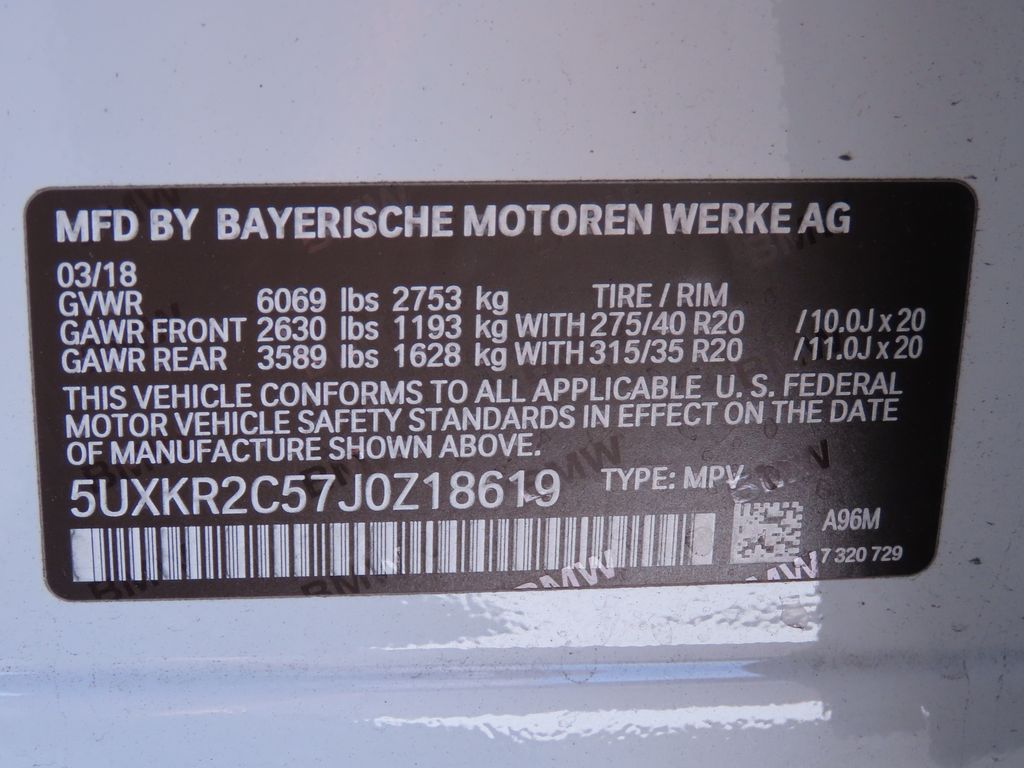 MFD BY BAYERISCHE MOTOREN WERKE AG
03/18
GVWR 6069 lbs 2753 kg TIRE / RIM
GAWR FRONT 2630 lbs 1193 kg WITH 275/40 R20 /10.0J x 20
GAWR REAR 3589 lbs 1628 kg WITH 315/35 R20 /11.0J x 20
THIS VEHICLE CONFORMS TO ALL APPLICABLE U. S. FEDERAL
MOTOR VEHICLE SAFETY STANDARDS IN EFFECT ON THE DATE
OF MANUFACTURE SHOWN ABOVE.
5UXKR2C57J0Z18619 TYPE: MPV
A96M
7 320 729
BMW
BMW